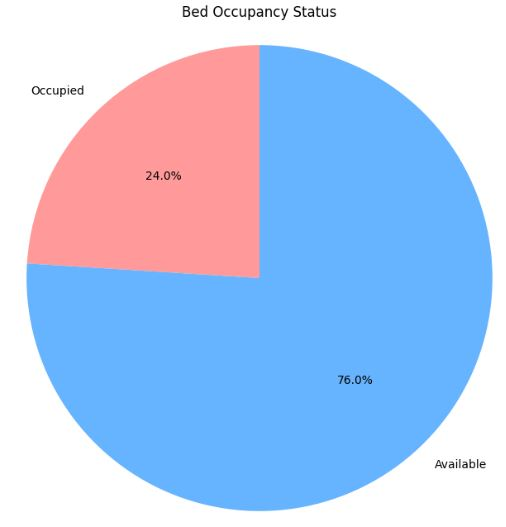 Bed Occupancy Status
Occupied
24.0%
76.0%
Available